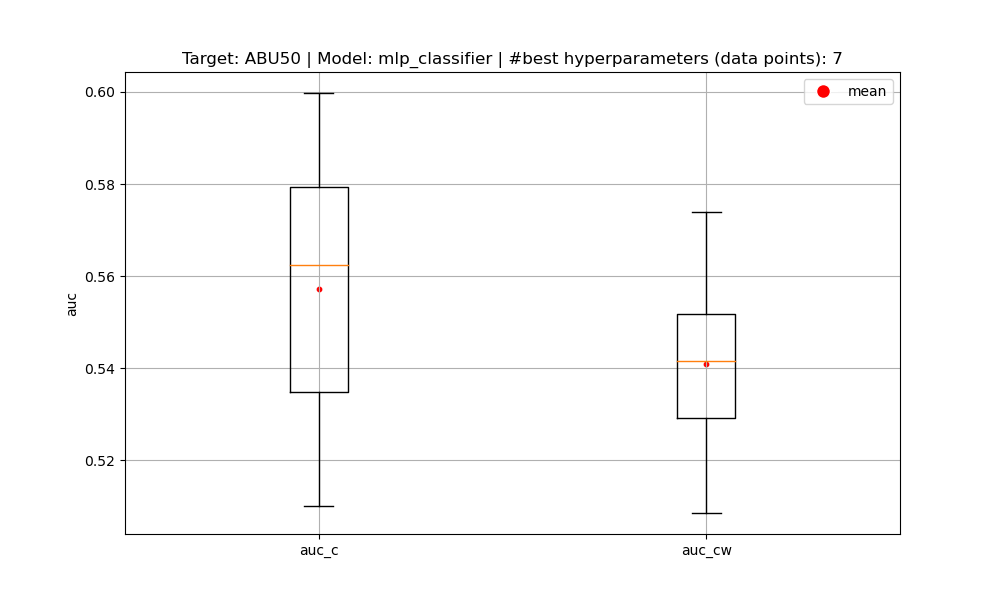 Target: ABU50 | Model: mlp_classifier | #best hyperparameters (data points): 7
mean
0.60
0.58
0.56
0.54
0.52
auc
auc_c
auc_cw